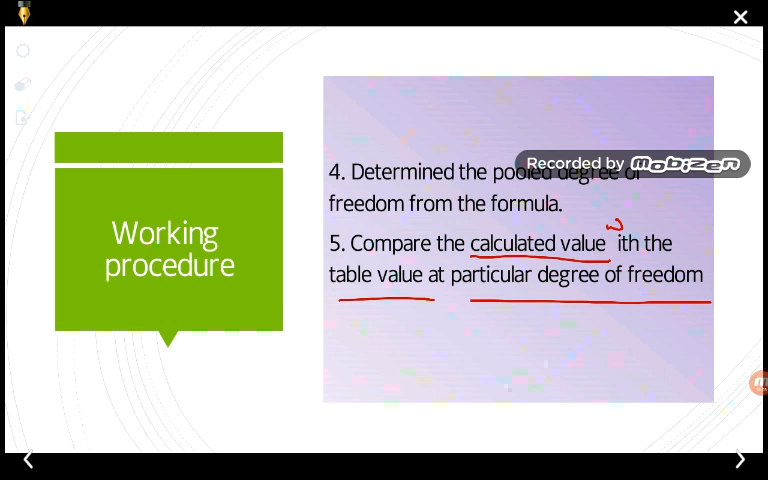 Recorded by mobizen
Working
procedure
4. Determined the pooled degree of
freedom from the formula.
5. Compare the calculated value with the
table value at particular degree of freedom